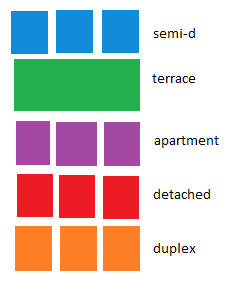 semi-d
terrace
apartment
detached
duplex